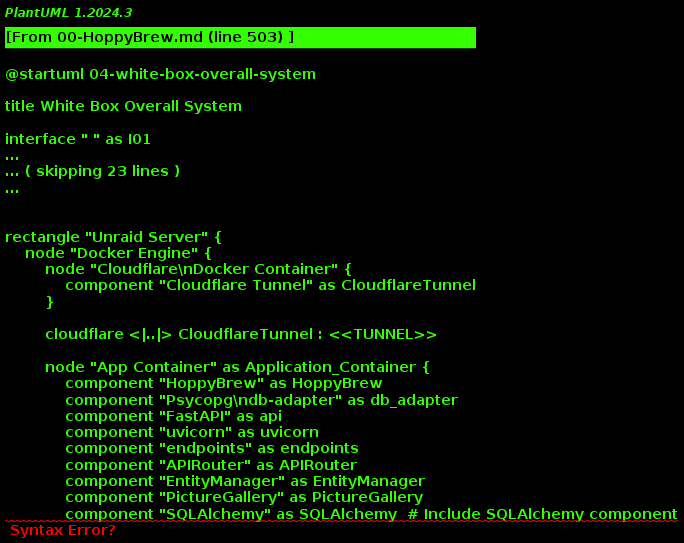 PlantUML 1.2024.3
[From 00-HoppyBrew.md (line 503) ]
@startuml 04-white-box-overall-system
title White Box Overall System
interface " " as I01
...
... ( skipping 23 lines )
...
rectangle "Unraid Server" {
node "Docker Engine" {
node "Cloudflare\nDocker Container" {
component "Cloudflare Tunnel" as CloudflareTunnel
}
cloudflare <|..|> CloudflareTunnel : <<TUNNEL>>
node "App Container" as Application_Container {
component "HoppyBrew" as HoppyBrew
component "Psycopg\ndb-adapter" as db_adapter
component "FastAPI" as api
component "uvicorn" as uvicorn
component "endpoints" as endpoints
component "APIRouter" as APIRouter
component "EntityManager" as EntityManager
component "PictureGallery" as PictureGallery
component "SQLAlchemy" as SQLAlchemy  # Include SQLAlchemy component
Syntax Error?